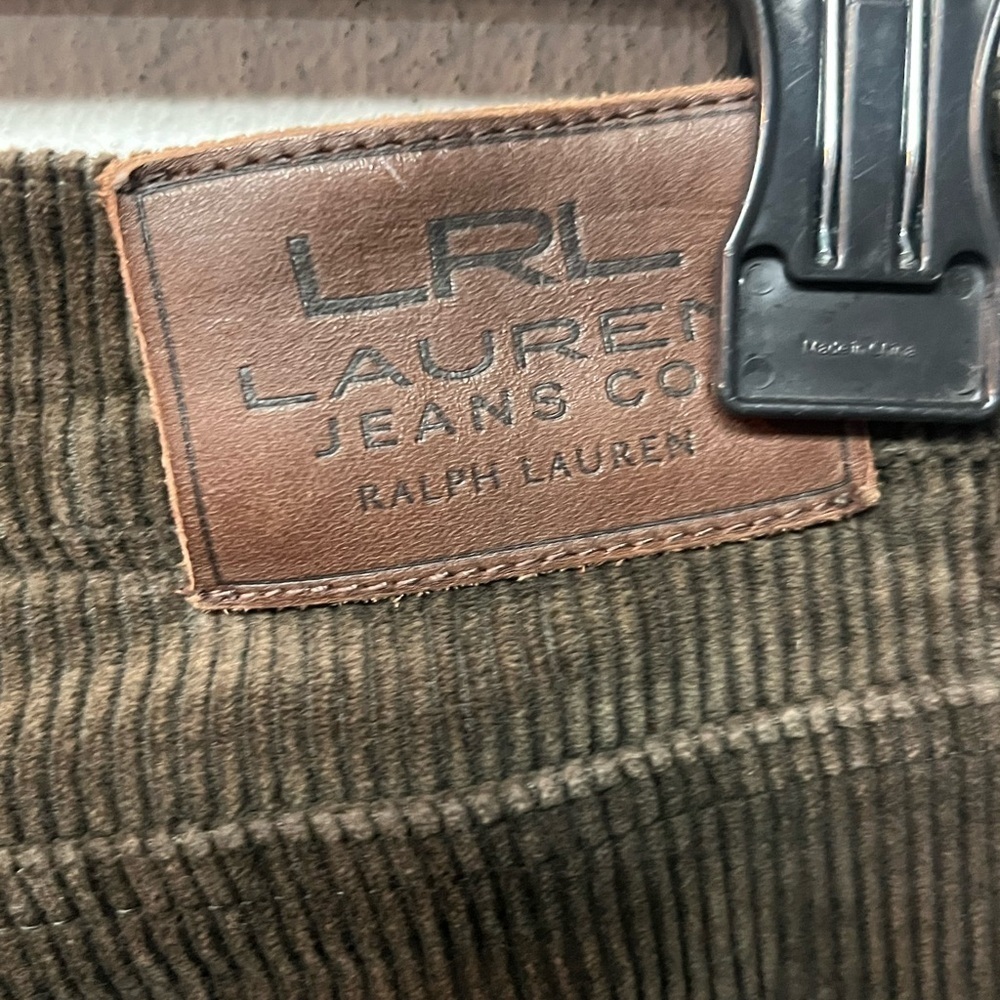 LRL
LAUREN
JEANS CO.
RALPH LAUREN
Made in China